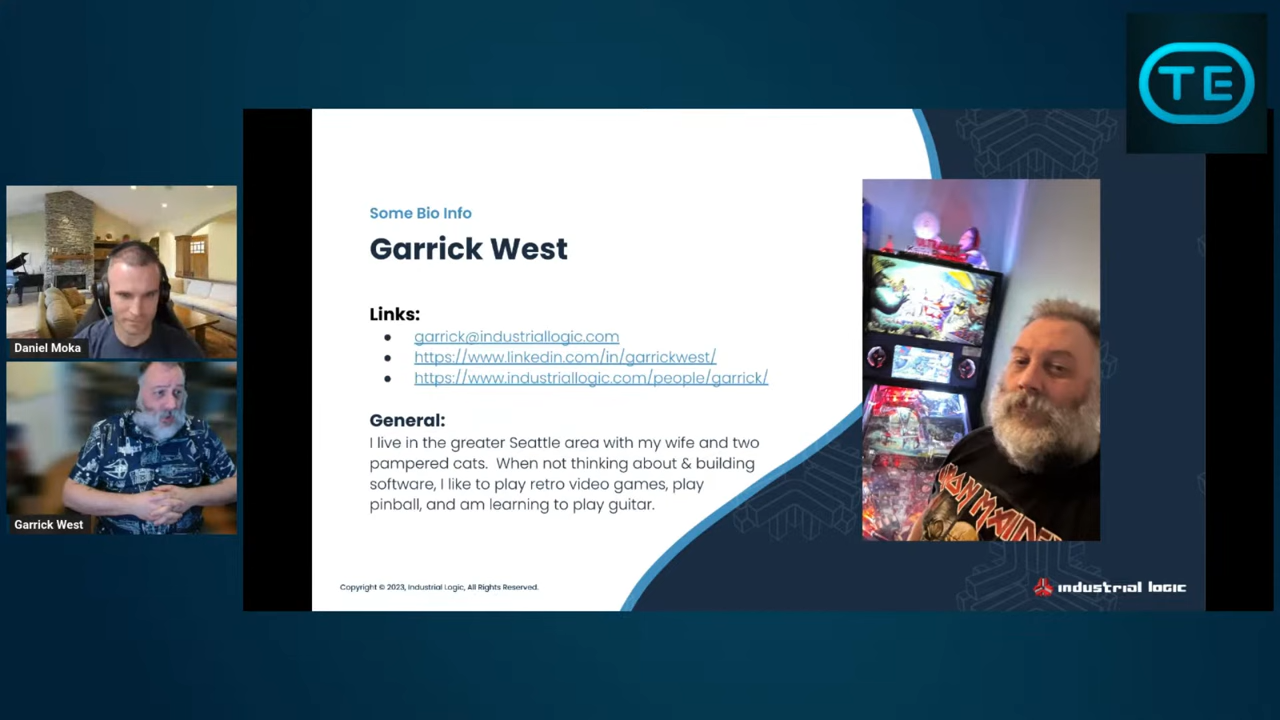 TE
Some Bio Info
Garrick West
Links:
garrick@industriallogic.com
https://www.linkedin.com/in/garrickwest/
https://www.industriallogic.com/people/garrick/
General:
I live in the greater Seattle area with my wife and two
pampered cats. When not thinking about & building
software, I like to play retro video games, play
pinball, and am learning to play guitar.
Copyright © 2023, Industrial Logic, All Rights Reserved.
industrial logic
IRON MAIDEN
Daniel Moka
Garrick West